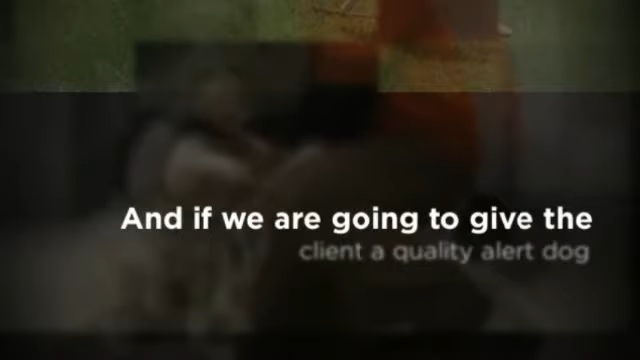 And if we are going to give the
client a quality alert dog